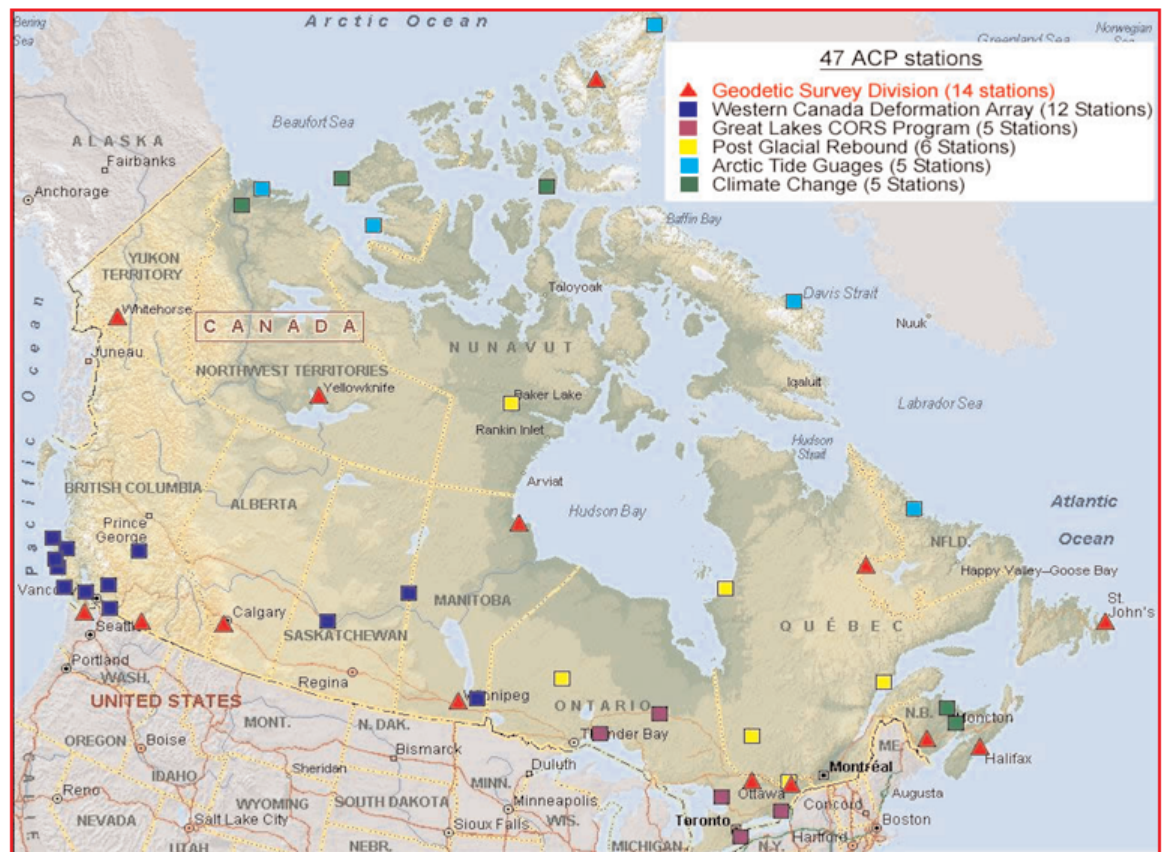 Bering
Sea
Arctic Ocean
Norwegian
Greenland Sea
47 ACP stations
Geodetic Survey Division (14 stations)
Western Canada Deformation Array (12 Stations)
Great Lakes CORS Program (5 Stations)
Post Glacial Rebound (6 Stations)
Arctic Tide Guages (5 Stations)
Climate Change (5 Stations)
Beaufort Sea
ALASKA
Fairbanks
Anchorage
Baffin Bay
YUKON
TERRITORY
Taloyoak
Davis Strait
Whitehorse
CANADA
Nuuk
Juneau
NUNAVUT
NORTHWEST TERRITORIES
Yellowknife
Iqaluit
Baker Lake
Labrador Sea
Rankin Inlet
Pacific Ocean
Hudson
Strait
Arviat
BRITISH COLUMBIA
ALBERTA
Hudson Bay
Atlantic
Ocean
Prince
George
NFLD.
Happy Valley–Goose Bay
MANITOBA
St.
John's
Calgary
QUÉBEC
SASKATCHEWAN
Portland
WASH.
Regina
UNITED STATES
ONTARIO
N.B.
Moncton
MONT.
N. DAK.
Thunder Bay
OREGON
Boise
Bismarck
ME.
Halifax
Sheridan
Duluth
Montréal
IDAHO
MINN.
Ottawa
Augusta
Reno
WYOMING
SOUTH DAKOTA
Minneapolis
Concord
NEVADA
Salt Lake City
Sioux Falls
WIS.
Toronto
Boston
UTAH
NEBR.
MICHIGAN
N.Y.
Hartford